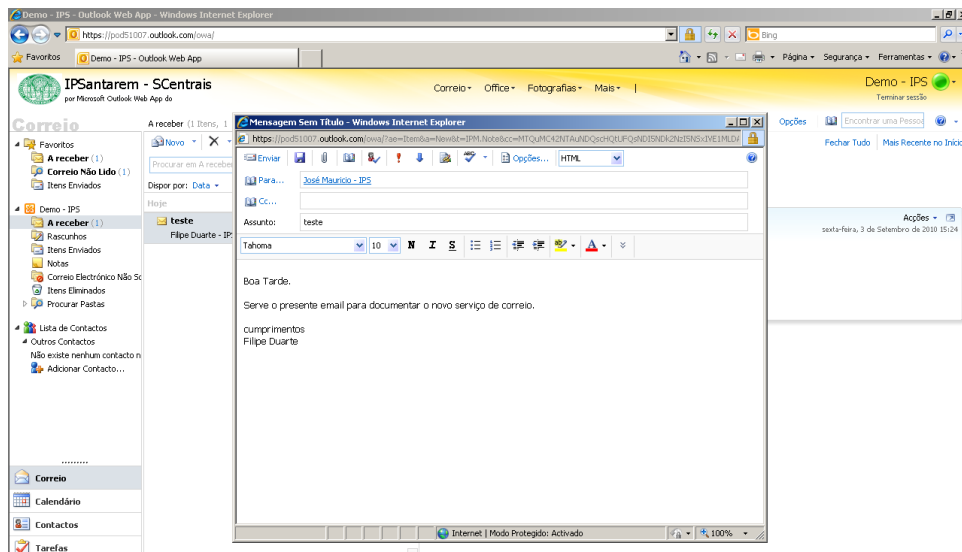 Demo - IPS - Outlook Web App - Windows Internet Explorer
https://pod51007.outlook.com/owa/
Bing
Favoritos
Demo - IPS - Outlook Web App
Página
Segurança
Ferramentas
IPSantarem - SCentrais
por Microsoft Outlook Web App do
Correio
Office
Fotografias
Mais
Demo - IPS
Terminar sessão
Correio
A receber (1 Itens, 1
Opções
Encontrar uma Pessoa
Favoritos
A receber (1)
Correio Não Lido (1)
Itens Enviados
Novo
Fechar Tudo
Mais Recente no Início
Procurar em A receber
Dispor por: Data
Hoje
teste
Filipe Duarte - IP
Demo - IPS
A receber (1)
Rascunhos
Itens Enviados
Notas
Correio Electrónico Não
Itens Eliminados
Procurar Pastas
Lista de Contactos
Outros Contactos
Não existe nenhum contacto n
Adicionar Contacto...
Acções
sexta-feira, 3 de Setembro de 2010 15:24
Correio
Calendário
Contactos
Tarefas
Mensagem Sem Título - Windows Internet Explorer
Enviar
Opções...
HTML
Para...
José Mauricio - IPS
Cc...
Assunto:
teste
Tahoma
10
N I S
Boa Tarde.
Serve o presente email para documentar o novo serviço de correio.
cumprimentos
Filipe Duarte
Internet | Modo Protegido: Activado
100%